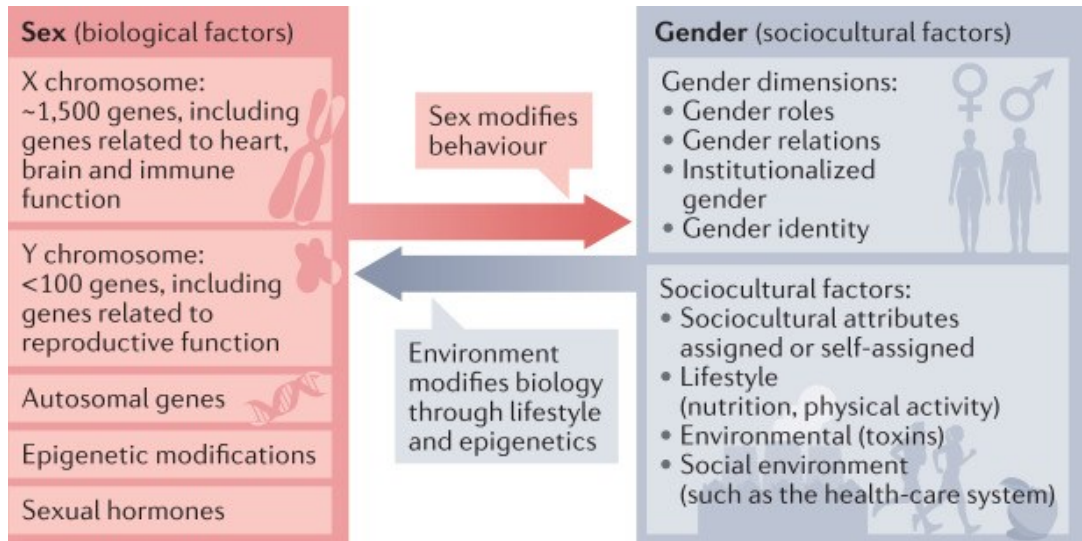 Sex (biological factors)
X chromosome:
~1,500 genes, including
genes related to heart,
brain and immune
function
Y chromosome:
<100 genes, including
genes related to
reproductive function
Autosomal genes
Epigenetic modifications
Sexual hormones
Sex modifies
behaviour
Environment
modifies biology
through lifestyle
and epigenetics
Gender (sociocultural factors)
Gender dimensions:
• Gender roles
• Gender relations
• Institutionalized
gender
• Gender identity
Sociocultural factors:
• Sociocultural attributes
assigned or self-assigned
• Lifestyle
(nutrition, physical activity)
• Environmental (toxins)
• Social environment
(such as the health-care system)